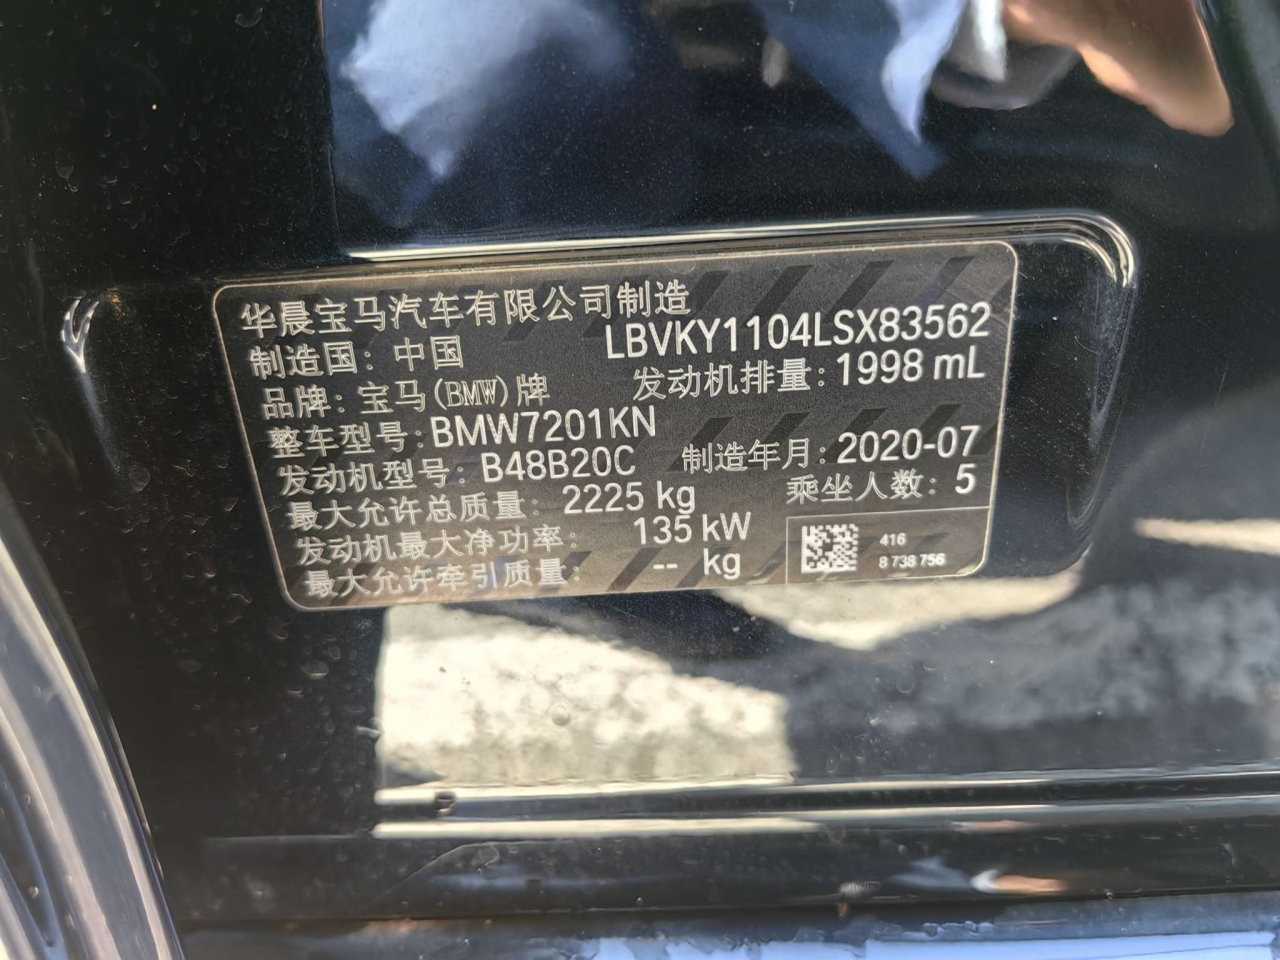 华晨宝马汽车有限公司制造
制造国：中国 LBVKY1104LSX83562
品牌：宝马(BMW)牌 发动机排量：1998 mL
整车型号：BMW7201KN
发动机型号：B48B20C 制造年月：2020-07
最大允许总质量：2225 kg 乘坐人数：5
发动机最大净功率：135 kW
最大允许牵引质量：-- kg
416
8 738 756